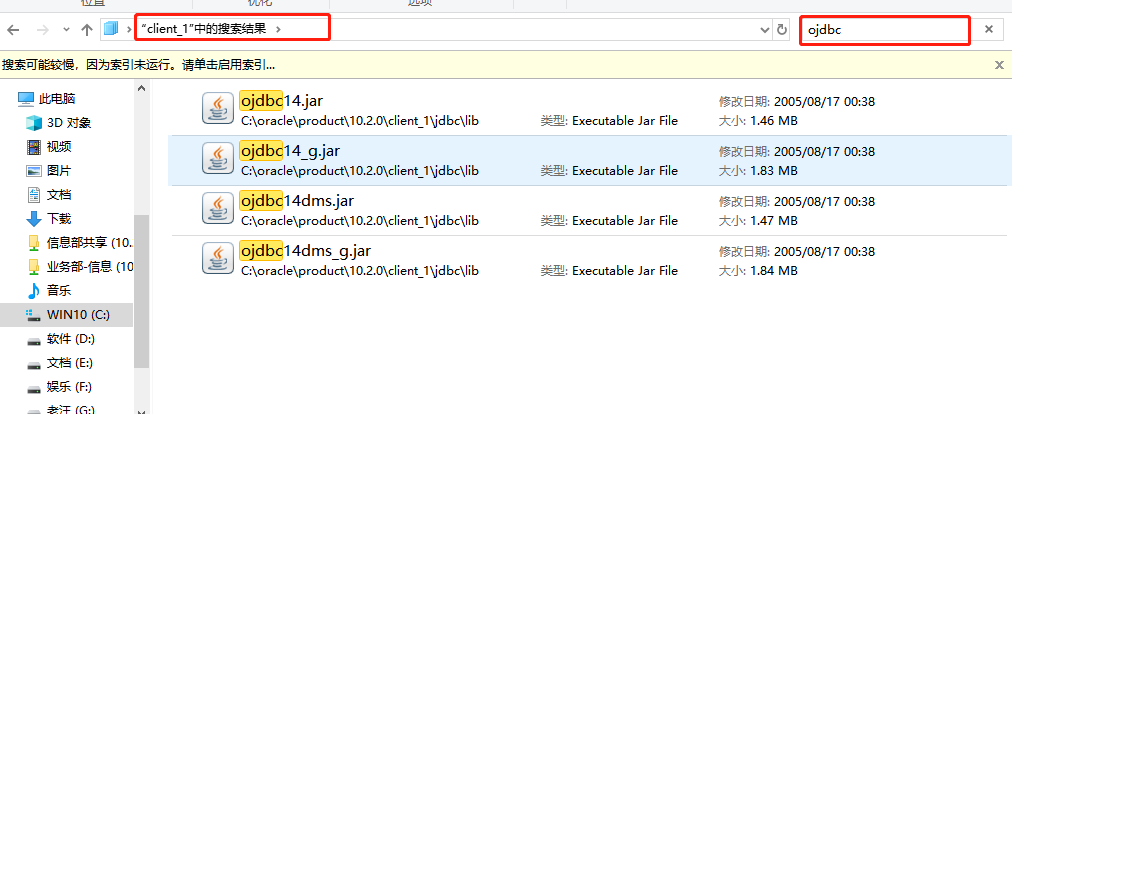 位置 优化 选项
“client_1”中的搜索结果
ojdbc
搜索可能较慢，因为索引未运行。请单击启用索引...
此电脑
3D 对象
视频
图片
文档
下载
信息部共享 (10.
业务部-信息 (10
音乐
WIN10 (C:)
软件 (D:)
文档 (E:)
娱乐 (F:)
老汪 (G:)
ojdbc14.jar 修改日期: 2005/08/17 00:38
C:\oracle\product\10.2.0\client_1\jdbc\lib 类型: Executable Jar File 大小: 1.46 MB
ojdbc14_g.jar 修改日期: 2005/08/17 00:38
C:\oracle\product\10.2.0\client_1\jdbc\lib 类型: Executable Jar File 大小: 1.83 MB
ojdbc14dms.jar 修改日期: 2005/08/17 00:38
C:\oracle\product\10.2.0\client_1\jdbc\lib 类型: Executable Jar File 大小: 1.47 MB
ojdbc14dms_g.jar 修改日期: 2005/08/17 00:38
C:\oracle\product\10.2.0\client_1\jdbc\lib 类型: Executable Jar File 大小: 1.84 MB